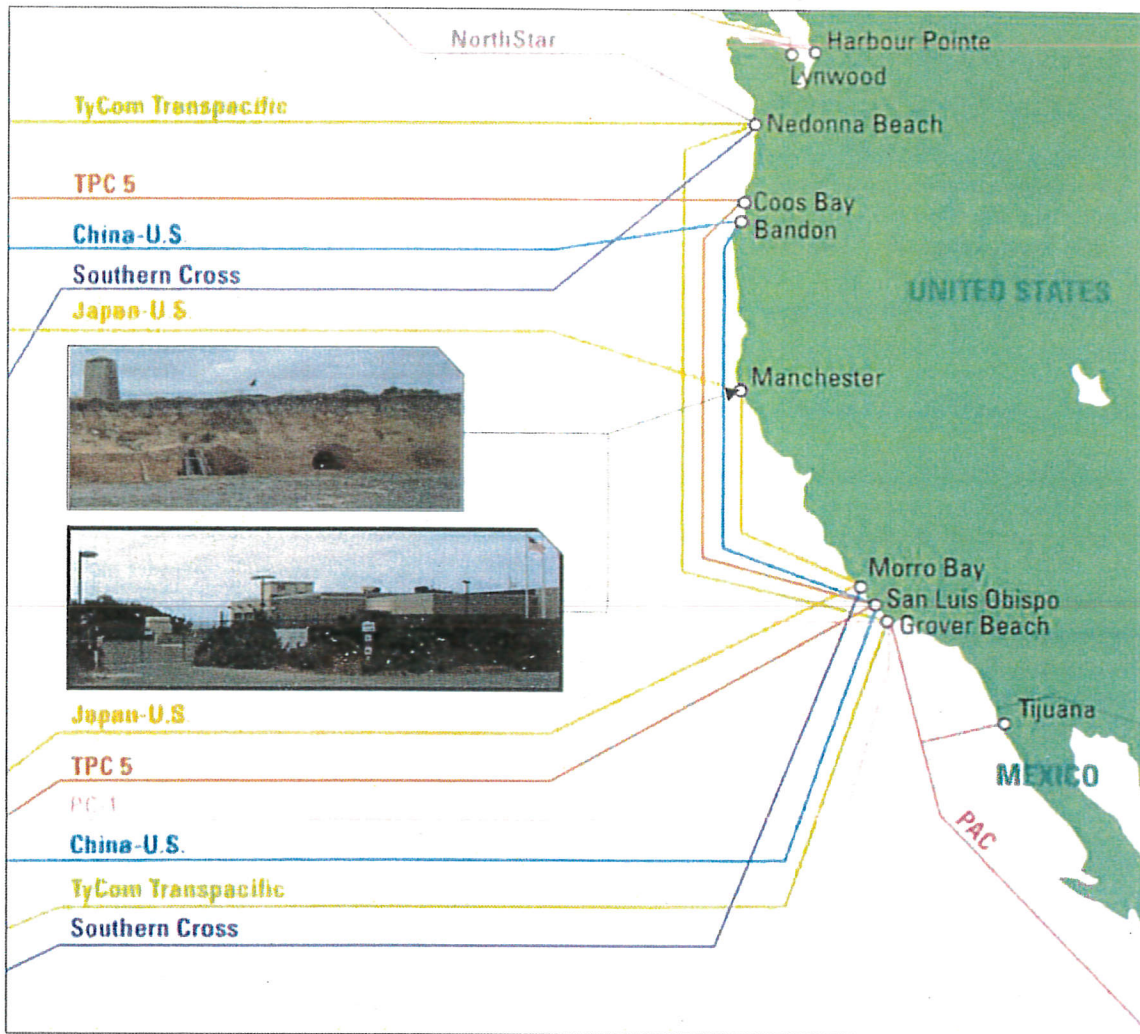 NorthStar
Harbour Pointe
Lynwood
TyCom Transpacific
Nedonna Beach
TPC 5
Coos Bay
China-U.S.
Bandon
Southern Cross
UNITED STATES
Japan-U.S.
Manchester
Morro Bay
San Luis Obispo
Grover Beach
Japan-U.S.
Tijuana
TPC 5
MEXICO
PC-1
PAC
China-U.S.
TyCom Transpacific
Southern Cross